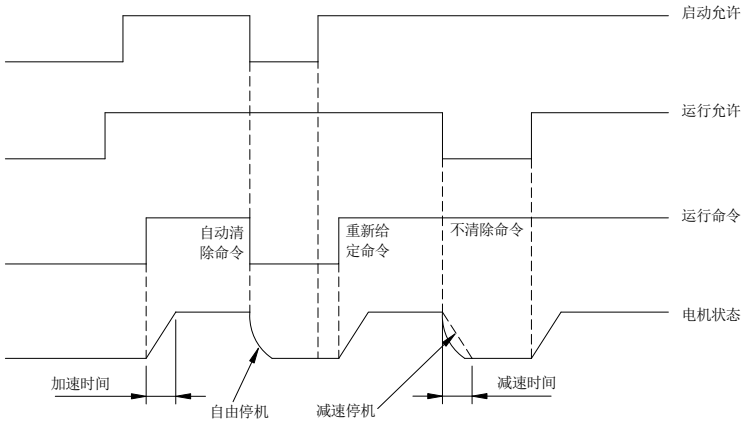 启动允许
运行允许
运行命令
自动清
除命令
重新给
定命令
不清除命令
电机状态
加速时间
自由停机
减速停机
减速时间